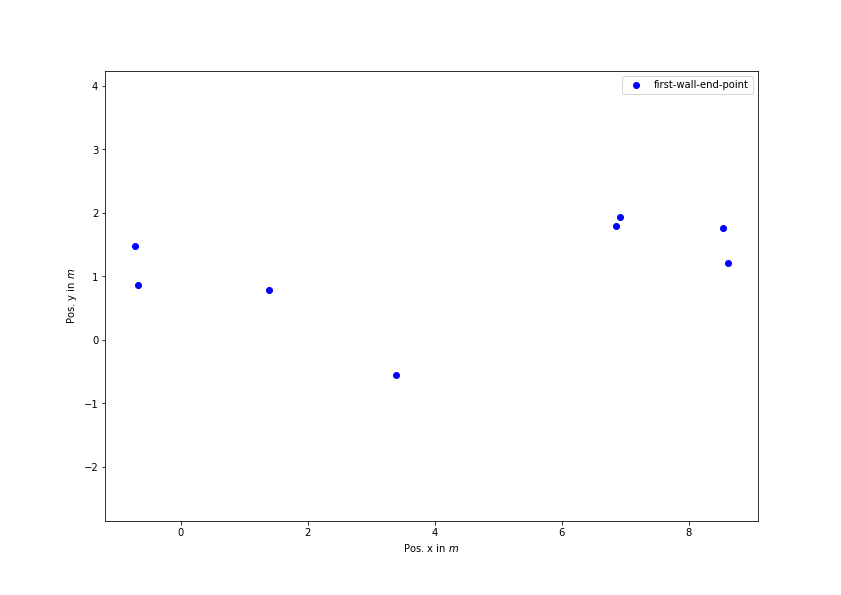 4
first-wall-end-point
3
2
1
0
−1
−2
Pos. y in m
0 2 4 6 8
Pos. x in m